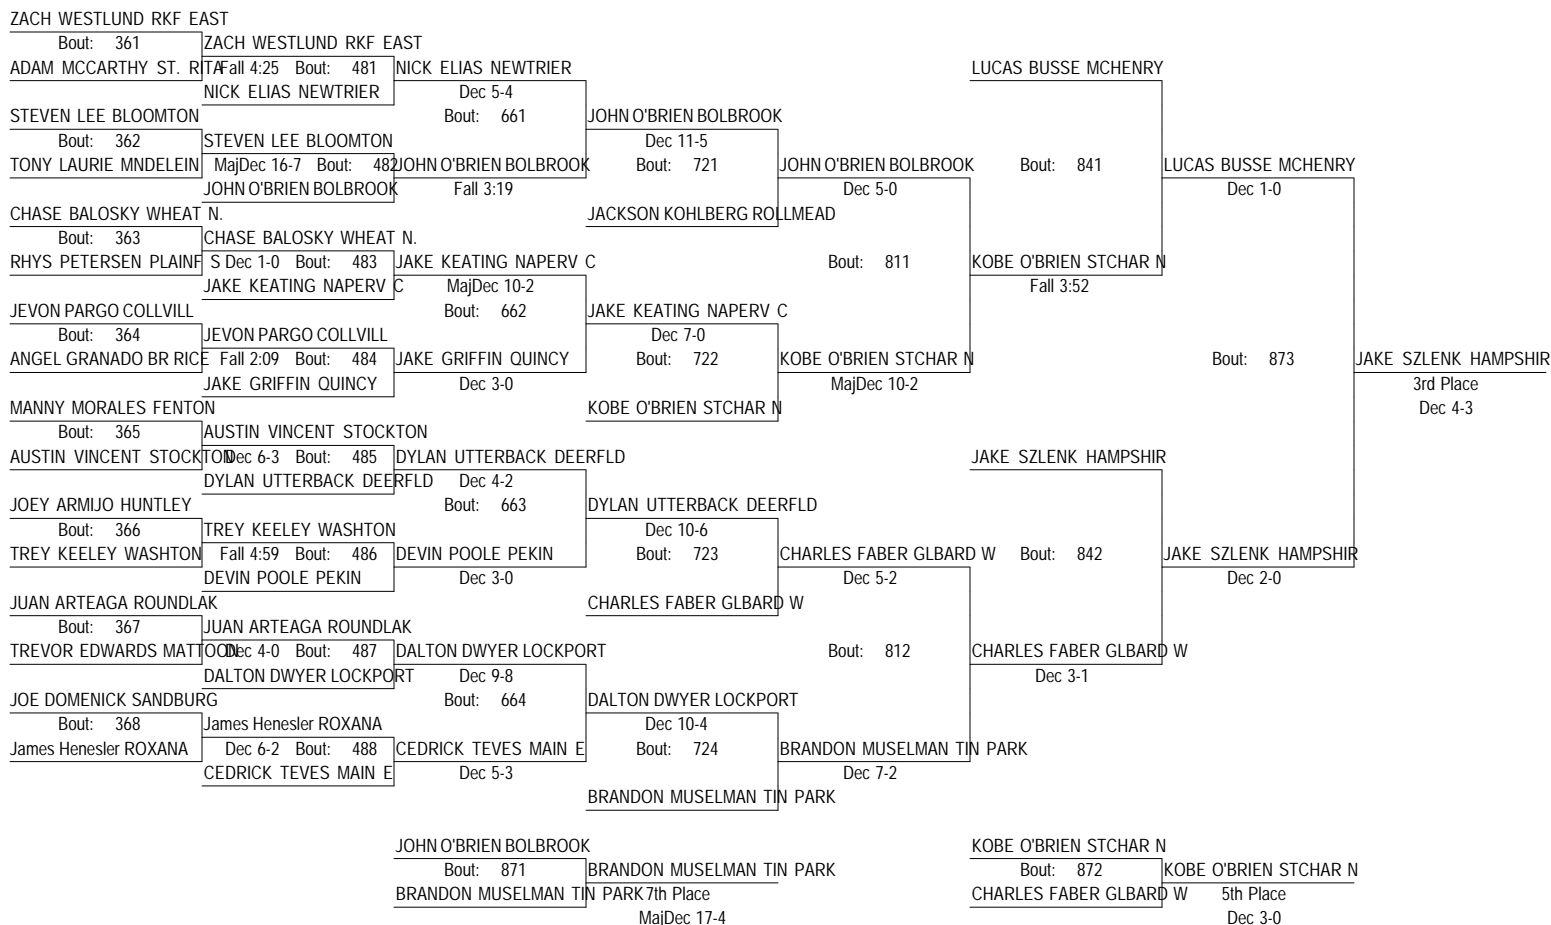 ZACH WESTLUND RKF EAST
Bout: 361 ZACH WESTLUND RKF EAST
ADAM MCCARTHY ST. RITA Fall 4:25 Bout: 481 NICK ELIAS NEWTRIER LUCAS BUSSE MCHENRY
NICK ELIAS NEWTRIER Dec 5-4
STEVEN LEE BLOOMTON Bout: 661 JOHN O'BRIEN BOLBROOK
Bout: 362 STEVEN LEE BLOOMTON Dec 11-5
TONY LAURIE MNDELEIN MajDec 16-7 Bout: 482 JOHN O'BRIEN BOLBROOK Bout: 721 JOHN O'BRIEN BOLBROOK Bout: 841 LUCAS BUSSE MCHENRY
JOHN O'BRIEN BOLBROOK Fall 3:19 Dec 5-0 Dec 1-0
CHASE BALOSKY WHEAT N. JACKSON KOHLBERG ROLLMEAD
Bout: 363 CHASE BALOSKY WHEAT N.
RHYS PETERSEN PLAINF S Dec 1-0 Bout: 483 JAKE KEATING NAPERV C Bout: 811 KOBE O'BRIEN STCHAR N
JAKE KEATING NAPERV C MajDec 10-2 Fall 3:52
JEVON PARGO COLLVILL Bout: 662 JAKE KEATING NAPERV C
Bout: 364 JEVON PARGO COLLVILL Dec 7-0
ANGEL GRANADO BR RICE Fall 2:09 Bout: 484 JAKE GRIFFIN QUINCY Bout: 722 KOBE O'BRIEN STCHAR N Bout: 873 JAKE SZLENK HAMPSHIR
JAKE GRIFFIN QUINCY Dec 3-0 MajDec 10-2 3rd Place
MANNY MORALES FENTON KOBE O'BRIEN STCHAR N Dec 4-3
Bout: 365 AUSTIN VINCENT STOCKTON
AUSTIN VINCENT STOCKTON Dec 6-3 Bout: 485 DYLAN UTTERBACK DEERFLD JAKE SZLENK HAMPSHIR
DYLAN UTTERBACK DEERFLD Dec 4-2
JOEY ARMIJO HUNTLEY Bout: 663 DYLAN UTTERBACK DEERFLD
Bout: 366 TREY KEELEY WASHTON Dec 10-6
TREY KEELEY WASHTON Fall 4:59 Bout: 486 DEVIN POOLE PEKIN Bout: 723 CHARLES FABER GLBARD W Bout: 842 JAKE SZLENK HAMPSHIR
DEVIN POOLE PEKIN Dec 3-0 Dec 5-2 Dec 2-0
JUAN ARTEAGA ROUNDLAK CHARLES FABER GLBARD W
Bout: 367 JUAN ARTEAGA ROUNDLAK
TREVOR EDWARDS MATTOON Dec 4-0 Bout: 487 DALTON DWYER LOCKPORT Bout: 812 CHARLES FABER GLBARD W
DALTON DWYER LOCKPORT Dec 9-8 Dec 3-1
JOE DOMENICK SANDBURG Bout: 664 DALTON DWYER LOCKPORT
Bout: 368 James Henesler ROXANA Dec 10-4
James Henesler ROXANA Dec 6-2 Bout: 488 CEDRICK TEVES MAIN E Bout: 724 BRANDON MUSELMAN TIN PARK
CEDRICK TEVES MAIN E Dec 5-3 Dec 7-2
BRANDON MUSELMAN TIN PARK
JOHN O'BRIEN BOLBROOK KOBE O'BRIEN STCHAR N
Bout: 871 BRANDON MUSELMAN TIN PARK Bout: 872 KOBE O'BRIEN STCHAR N
BRANDON MUSELMAN TIN PARK 7th Place CHARLES FABER GLBARD W 5th Place
MajDec 17-4 Dec 3-0